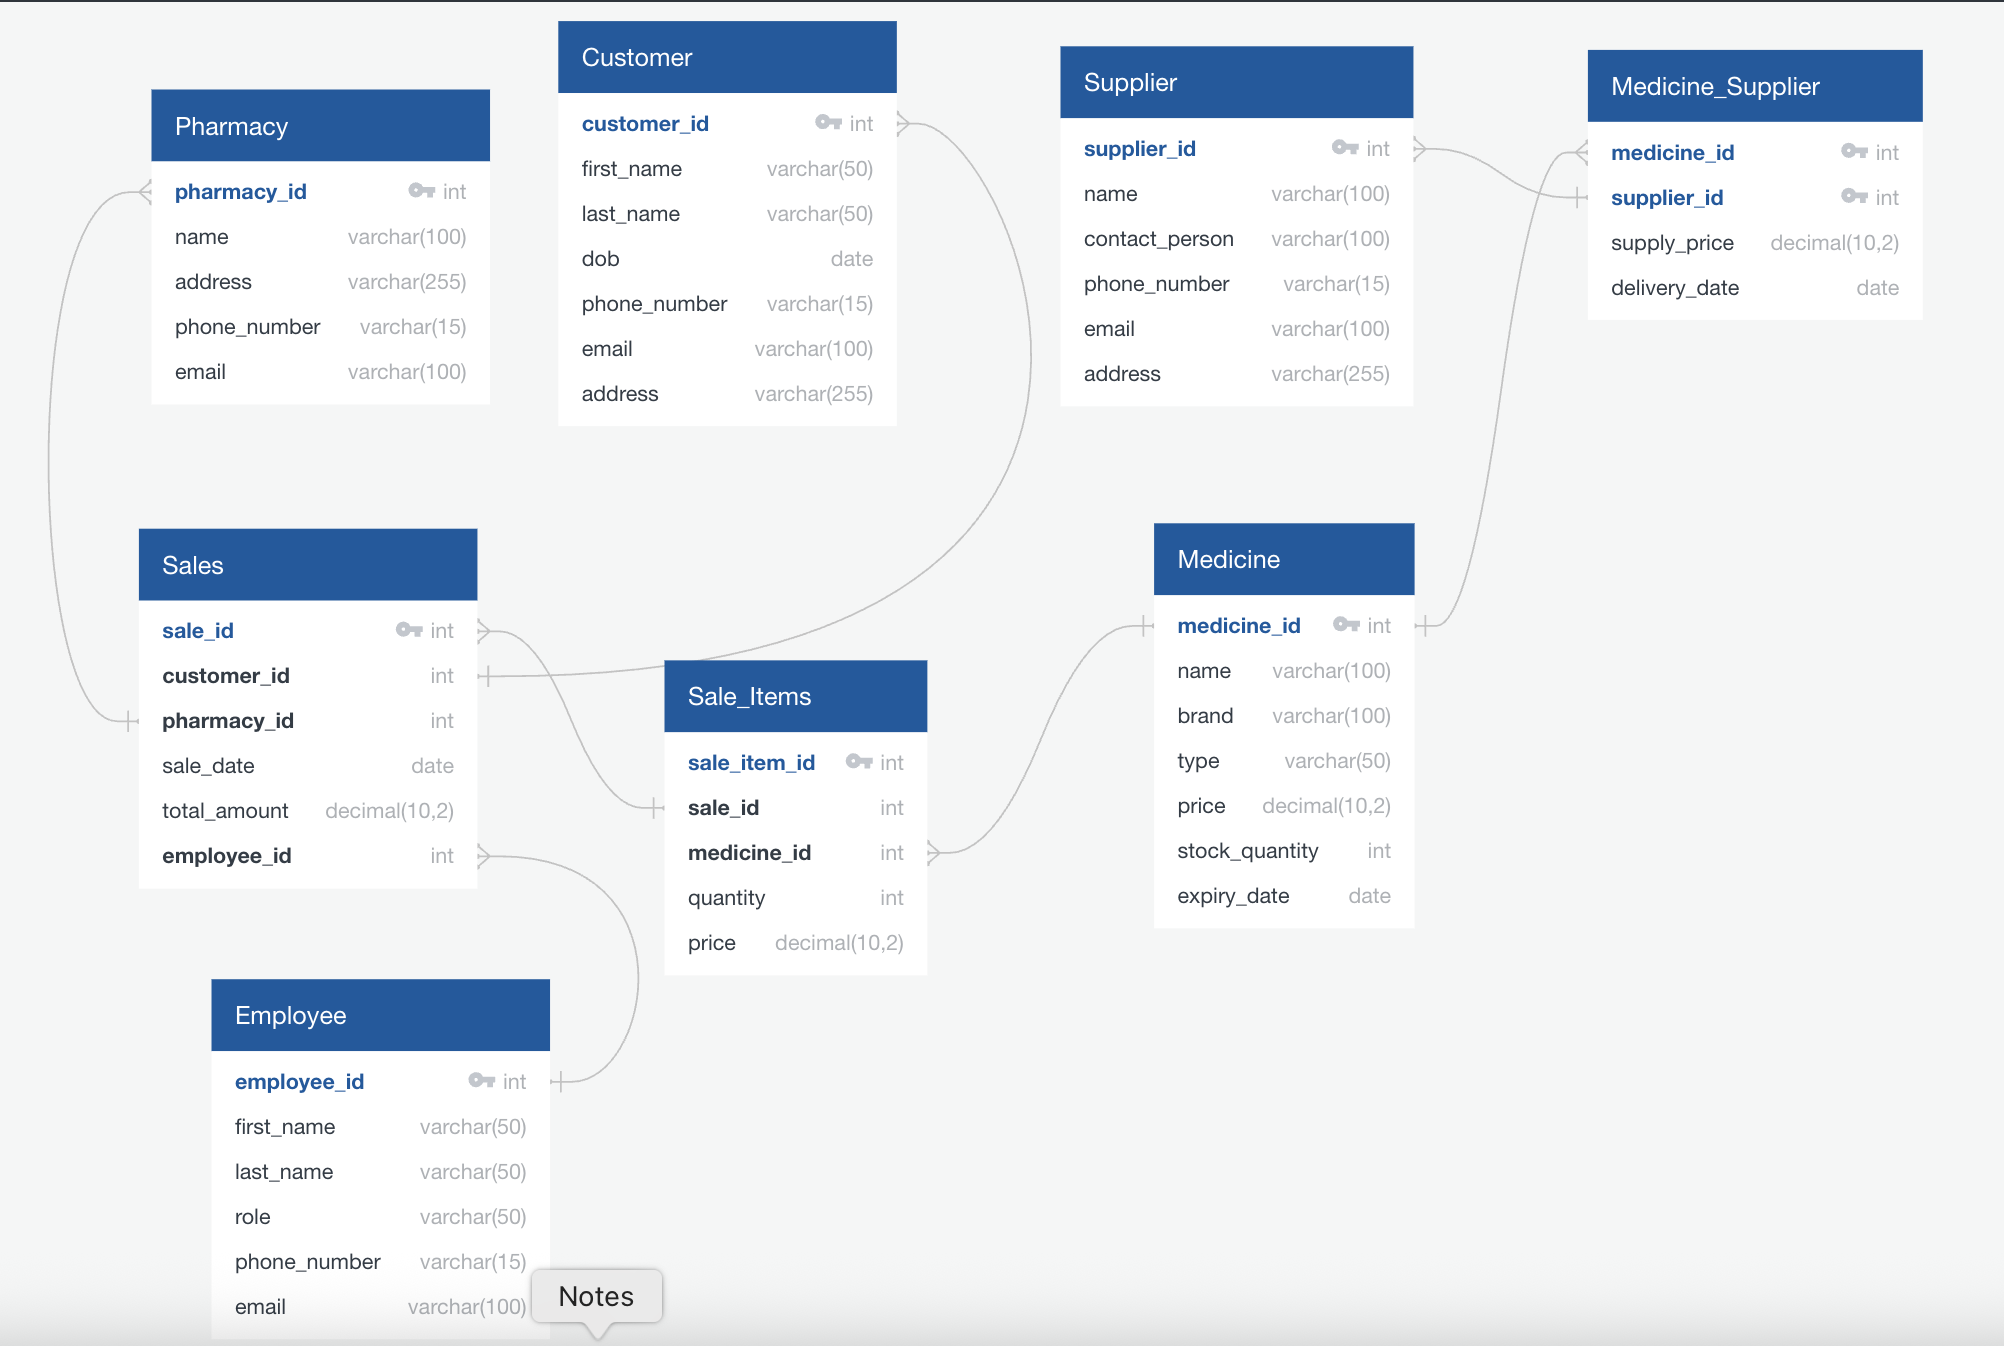 Pharmacy
pharmacy_id int
name varchar(100)
address varchar(255)
phone_number varchar(15)
email varchar(100)
Customer
customer_id int
first_name varchar(50)
last_name varchar(50)
dob date
phone_number varchar(15)
email varchar(100)
address varchar(255)
Supplier
supplier_id int
name varchar(100)
contact_person varchar(100)
phone_number varchar(15)
email varchar(100)
address varchar(255)
Medicine_Supplier
medicine_id int
supplier_id int
supply_price decimal(10,2)
delivery_date date
Sales
sale_id int
customer_id int
pharmacy_id int
sale_date date
total_amount decimal(10,2)
employee_id int
Sale_Items
sale_item_id int
sale_id int
medicine_id int
quantity int
price decimal(10,2)
Medicine
medicine_id int
name varchar(100)
brand varchar(100)
type varchar(50)
price decimal(10,2)
stock_quantity int
expiry_date date
Employee
employee_id int
first_name varchar(50)
last_name varchar(50)
role varchar(50)
phone_number varchar(15)
email varchar(100)
Notes